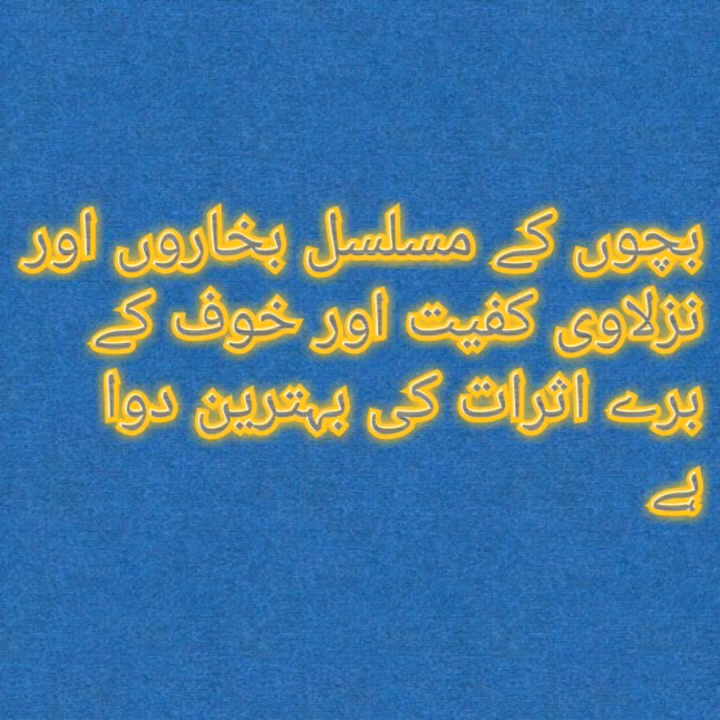 بچوں کے مسلسل بخاروں اور
نزلاوی کفیت اور خوف کے
برے اثرات کی بہترین دوا
ہے